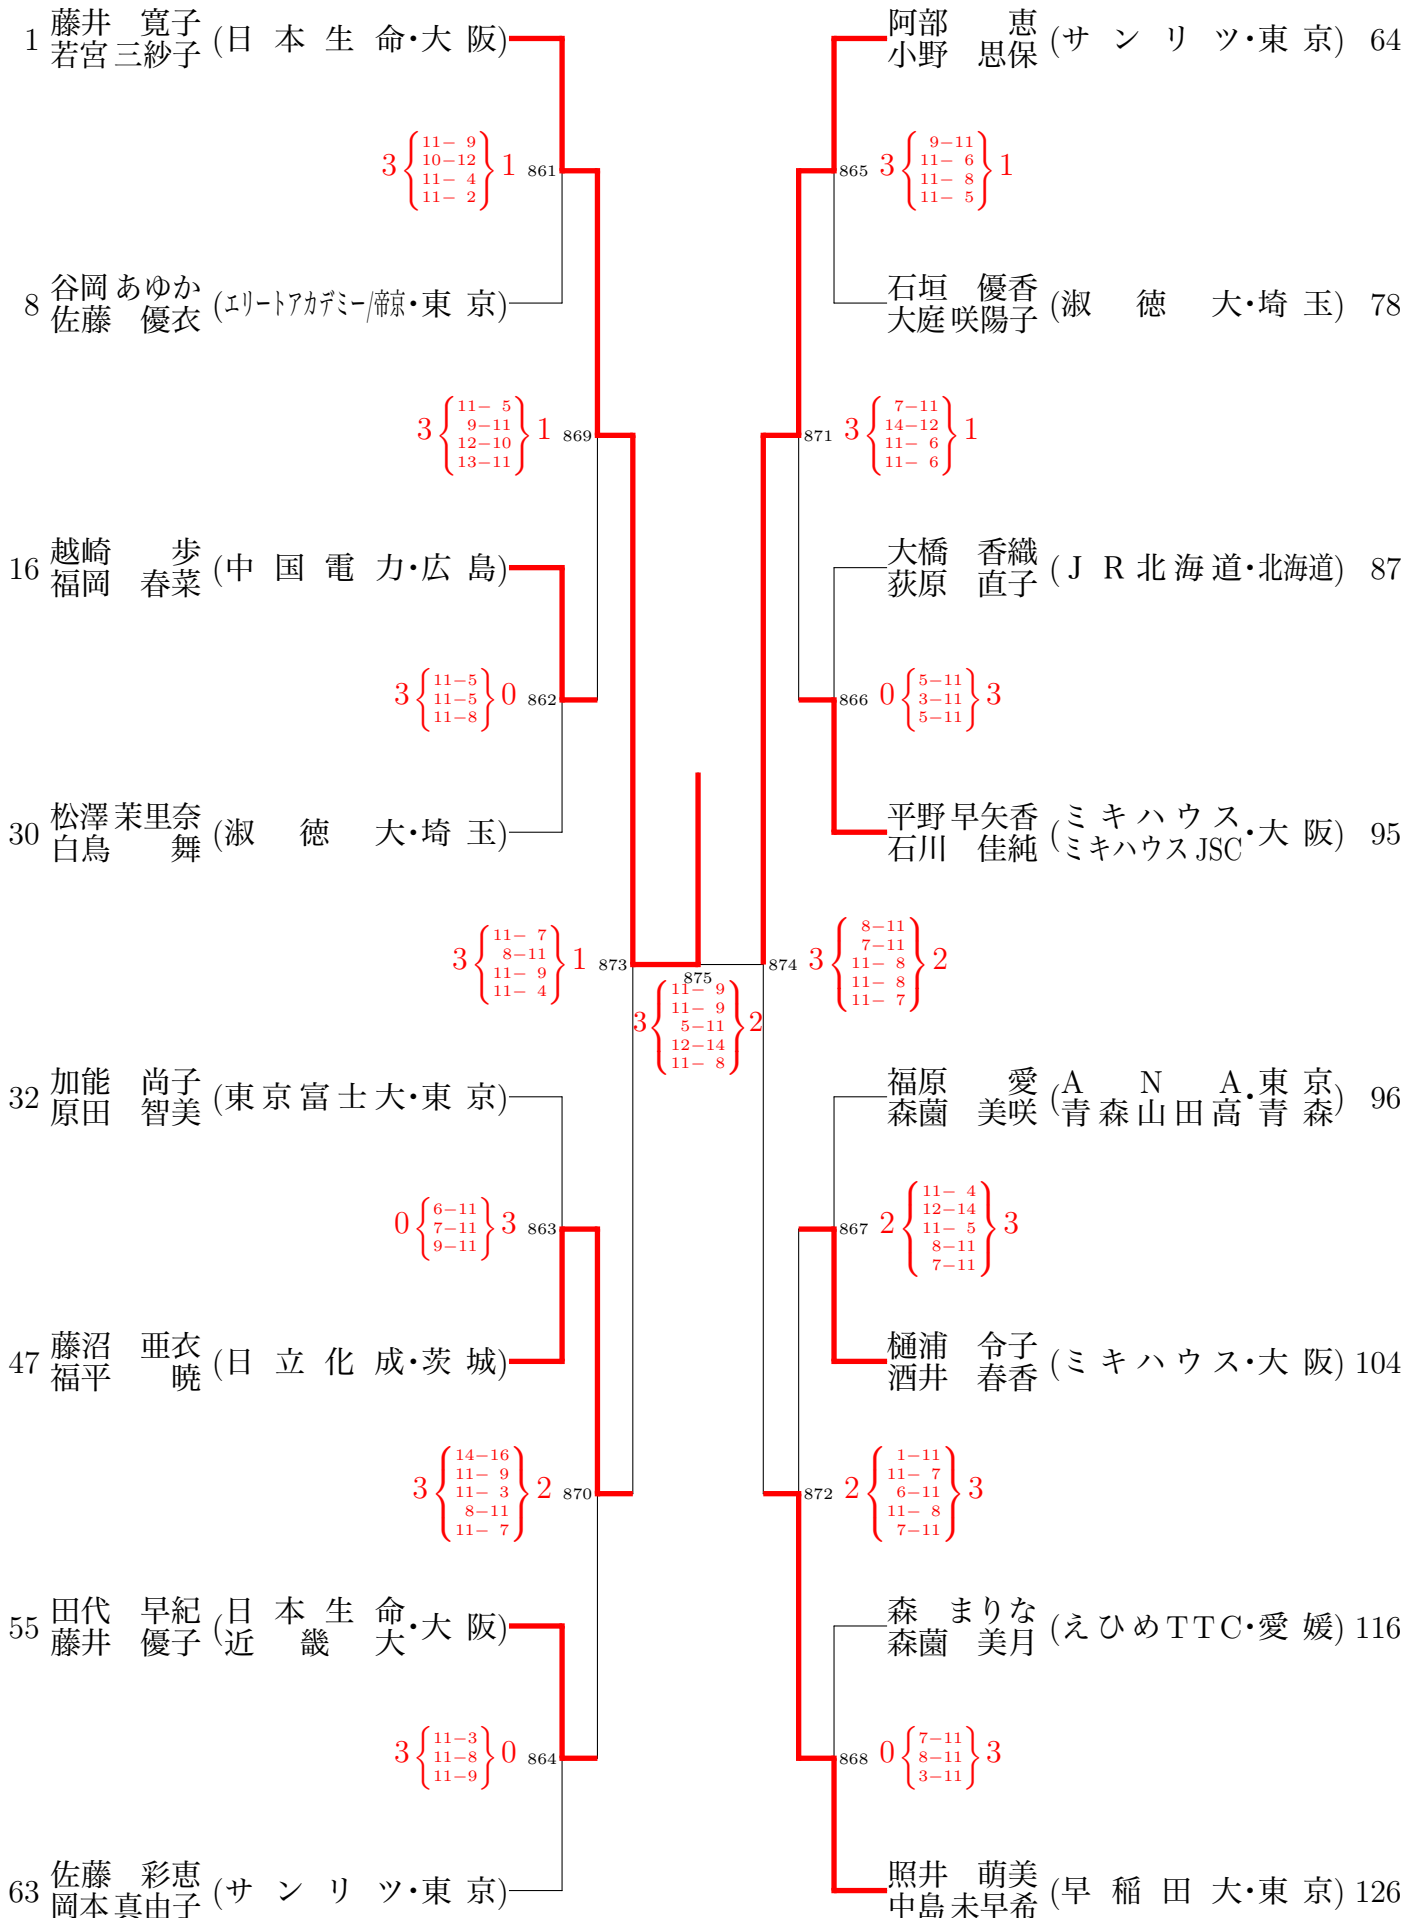 1 藤井 寛子 (日本生命・大阪)
若宮 三紗子
3 11- 9 1 861
10-12
11- 4
11- 2
8 谷岡 あゆか (エリートアカデミー/帝京・東京)
佐藤 優衣
3 11- 5 1 869
9-11
12-10
13-11
16 越崎 歩 (中国電力・広島)
福岡 春菜
3 11-5 0 862
11-5
11-8
30 松澤 茉里奈 (淑徳大・埼玉)
白鳥 舞
3 11- 7 1 873
8-11
11- 9
11- 4
32 加能 尚子 (東京富士大・東京)
原田 智美
0 6-11 3 863
7-11
9-11
47 藤沼 亜衣 (日立化成・茨城)
福平 暁
3 14-16 2 870
11- 9
11- 3
8-11
11- 7
55 田代 早紀 (日本生命・大阪)
藤井 優子 近畿大
3 11-3 0 864
11-8
11-9
63 佐藤 彩恵 (サンリツ・東京)
岡本 真由子
875
3 11- 9 2
11- 9
5-11
12-14
11- 8
阿部 恵 (サンリツ・東京) 64
小野 思保
865 3 9-11 1
11- 6
11- 8
11- 5
石垣 優香 (淑徳大・埼玉) 78
大庭 咲陽子
871 3 7-11 1
14-12
11- 6
11- 6
大橋 香織 (JR北海道・北海道) 87
荻原 直子
866 0 5-11 3
3-11
5-11
平野 早矢香 (ミキハウス・大阪) 95
石川 佳純 ミキハウスJSC
874 3 8-11 2
7-11
11- 8
11- 8
11- 7
福原 愛 (ANA・東京) 96
森薗 美咲 青森山田高・青森
867 2 11- 4 3
12-14
11- 5
8-11
7-11
樋浦 令子 (ミキハウス・大阪) 104
酒井 春香
872 2 1-11 3
11- 7
6-11
11- 8
7-11
森 まりな (えひめTTC・愛媛) 116
森薗 美月
868 0 7-11 3
8-11
3-11
照井 萌美 (早稲田大・東京) 126
中島 未早希